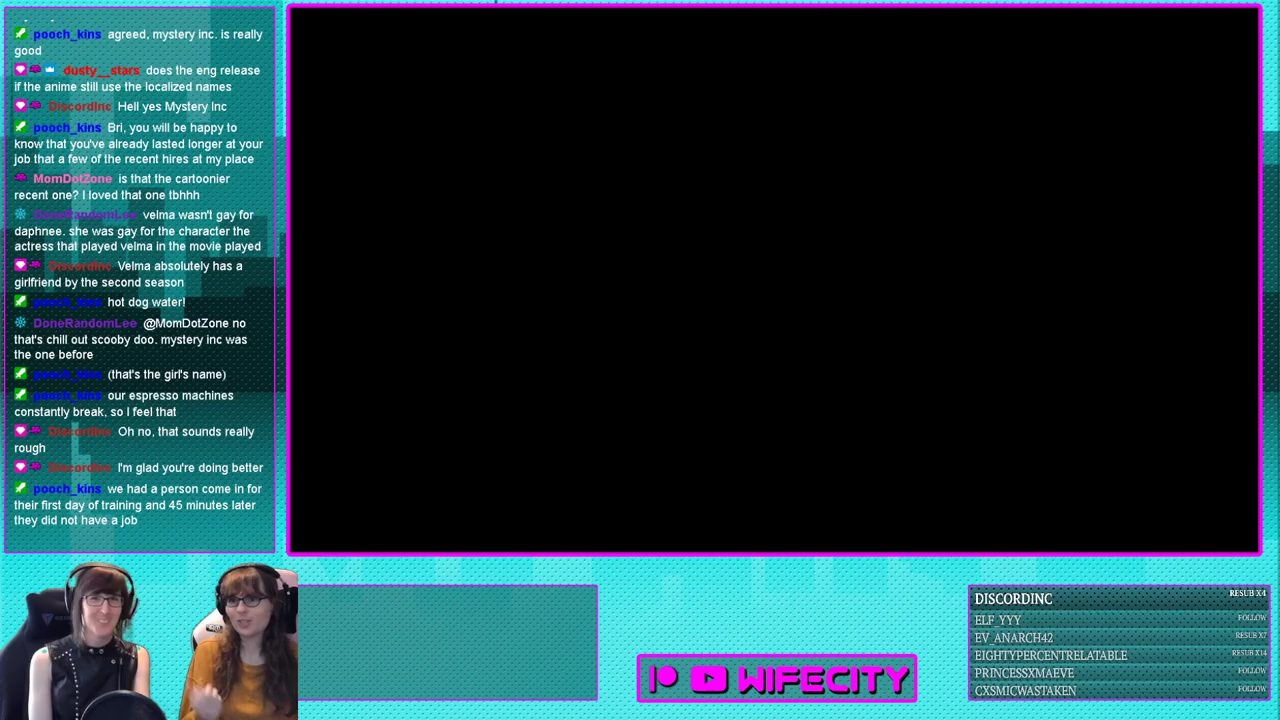 pooch_kins agreed, mystery inc. is really
good
dusty__stars does the eng release
if the anime still use the localized names
DiscordInc Hell yes Mystery Inc
pooch_kins Bri, you will be happy to
know that you've already lasted longer at your
job that a few of the recent hires at my place
MomDotZone is that the cartoonier
recent one? I loved that one tbhhh
DoneRandomLee velma wasn't gay for
daphnee. she was gay for the character the
actress that played velma in the movie played
DiscordInc Velma absolutely has a
girlfriend by the second season
pooch_kins hot dog water!
DoneRandomLee @MomDotZone no
that's chill out scooby doo. mystery inc was
the one before
pooch_kins (that's the girl's name)
pooch_kins our espresso machines
constantly break, so I feel that
DiscordInc Oh no, that sounds really
rough
DiscordInc I'm glad you're doing better
pooch_kins we had a person come in for
their first day of training and 45 minutes later
they did not have a job
WIFECITY
DISCORDINC RESUB X4
ELF_YYY FOLLOW
EV_ANARCH42 RESUB X7
EIGHTYPERCENTRELATABLE RESUB X14
PRINCESSXMAEVE FOLLOW
CXSMICWASTAKEN FOLLOW